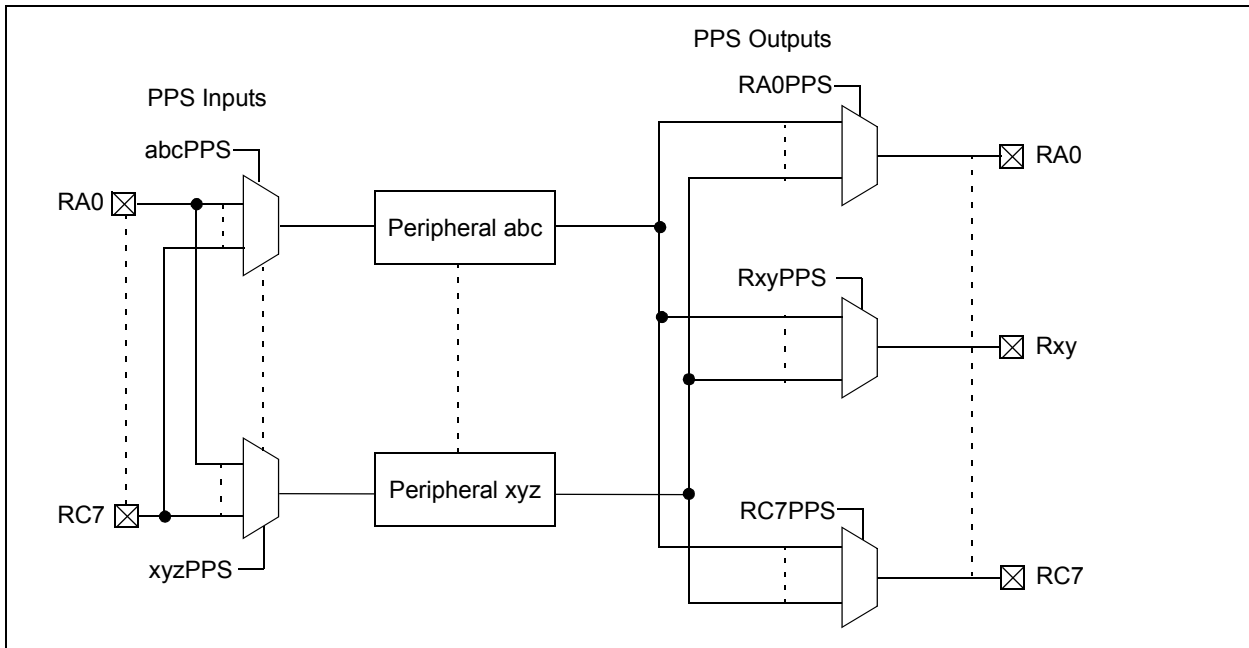 PPS Outputs
RA0PPS
PPS Inputs
abcPPS
RA0
RA0
Peripheral abc
RxyPPS
Rxy
Peripheral xyz
RC7
RC7PPS
xyzPPS
RC7